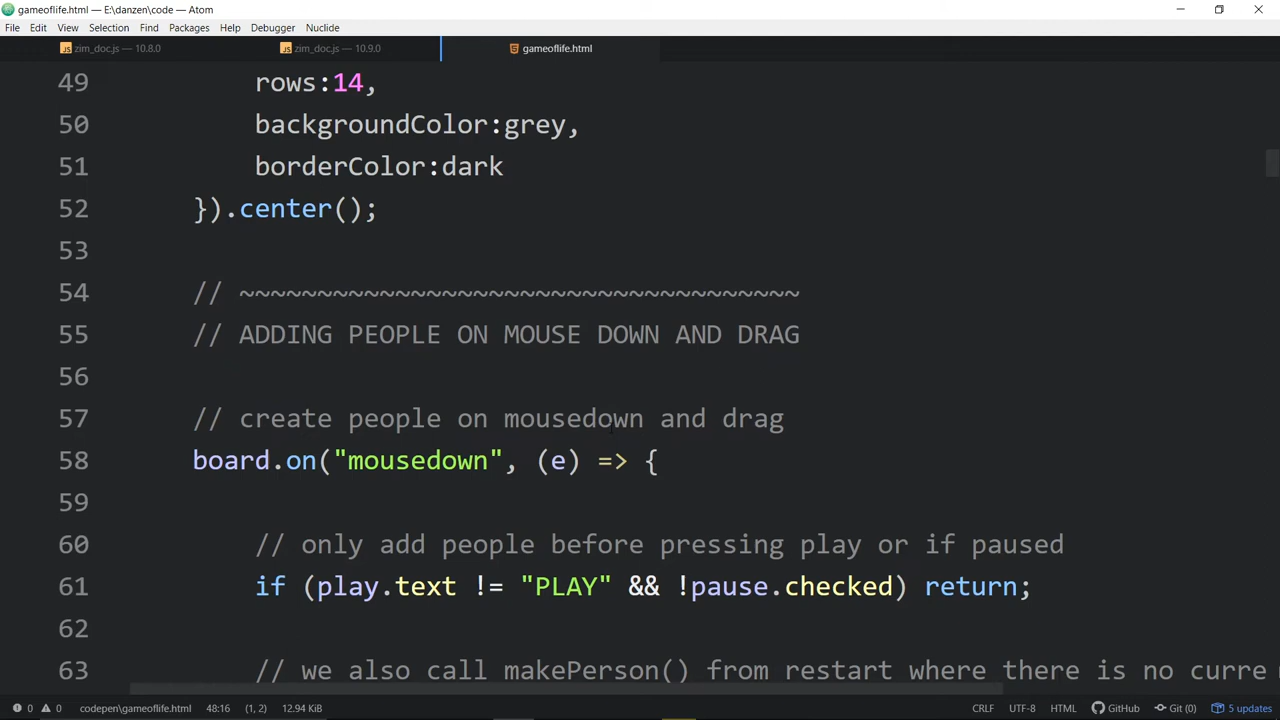 gameoflife.html — E:\danzen\code — Atom
File Edit View Selection Find Packages Help Debugger Nuclide
zim_doc.js — 10.8.0 zim_doc.js — 10.9.0 gameoflife.html
49 rows:14,
50 backgroundColor:grey,
51 borderColor:dark
52 }).center();
53
54 // ~~~~~~~~~~~~~~~~~~~~~~~~~~~~~~~~~~~~
55 // ADDING PEOPLE ON MOUSE DOWN AND DRAG
56
57 // create people on mousedown and drag
58 board.on("mousedown", (e) => {
59
60 // only add people before pressing play or if paused
61 if (play.text != "PLAY" && !pause.checked) return;
62
63 // we also call makePerson() from restart where there is no curre
0 0 codepen\gameoflife.html 48:16 (1, 2) 12.94 KiB CRLF UTF-8 HTML GitHub Git (0) 5 updates